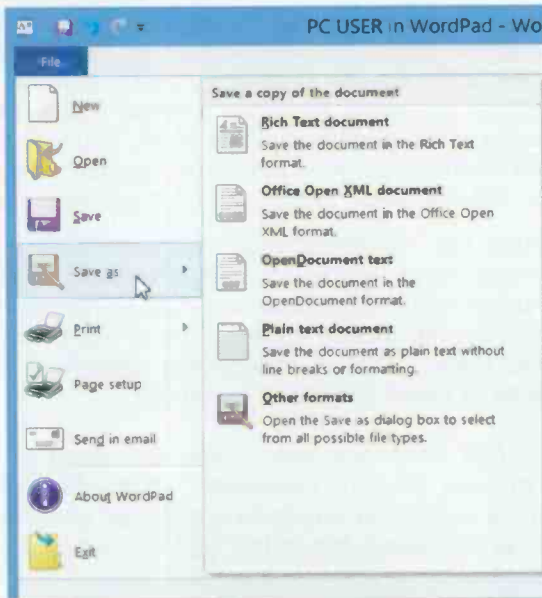 PC USER in WordPad - Wo
File
New
Open
Save
Save as
Print
Page setup
Send in email
About WordPad
Exit
Save a copy of the document
Rich Text document
Save the document in the Rich Text
format.
Office Open XML document
Save the document in the Office Open
XML format.
OpenDocument text
Save the document in the
OpenDocument format.
Plain text document
Save the document as plain text without
line breaks or formatting.
Other formats
Open the Save as dialog box to select
from all possible file types.